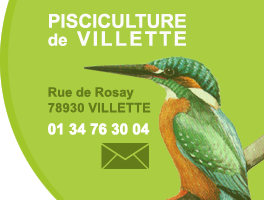 PISCICULTURE
de VILLETTE
Rue de Rosay
78930 VILLETTE
01 34 76 30 04